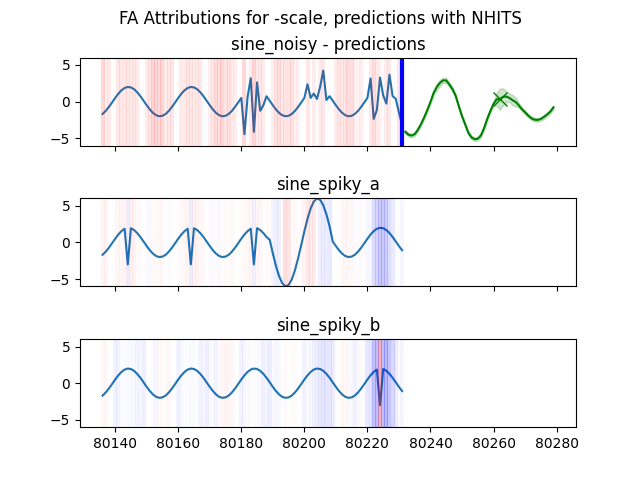 FA Attributions for -scale, predictions with NHITS
sine_noisy - predictions
5
0
−5
sine_spiky_a
5
0
−5
sine_spiky_b
5
0
−5
80140 80160 80180 80200 80220 80240 80260 80280